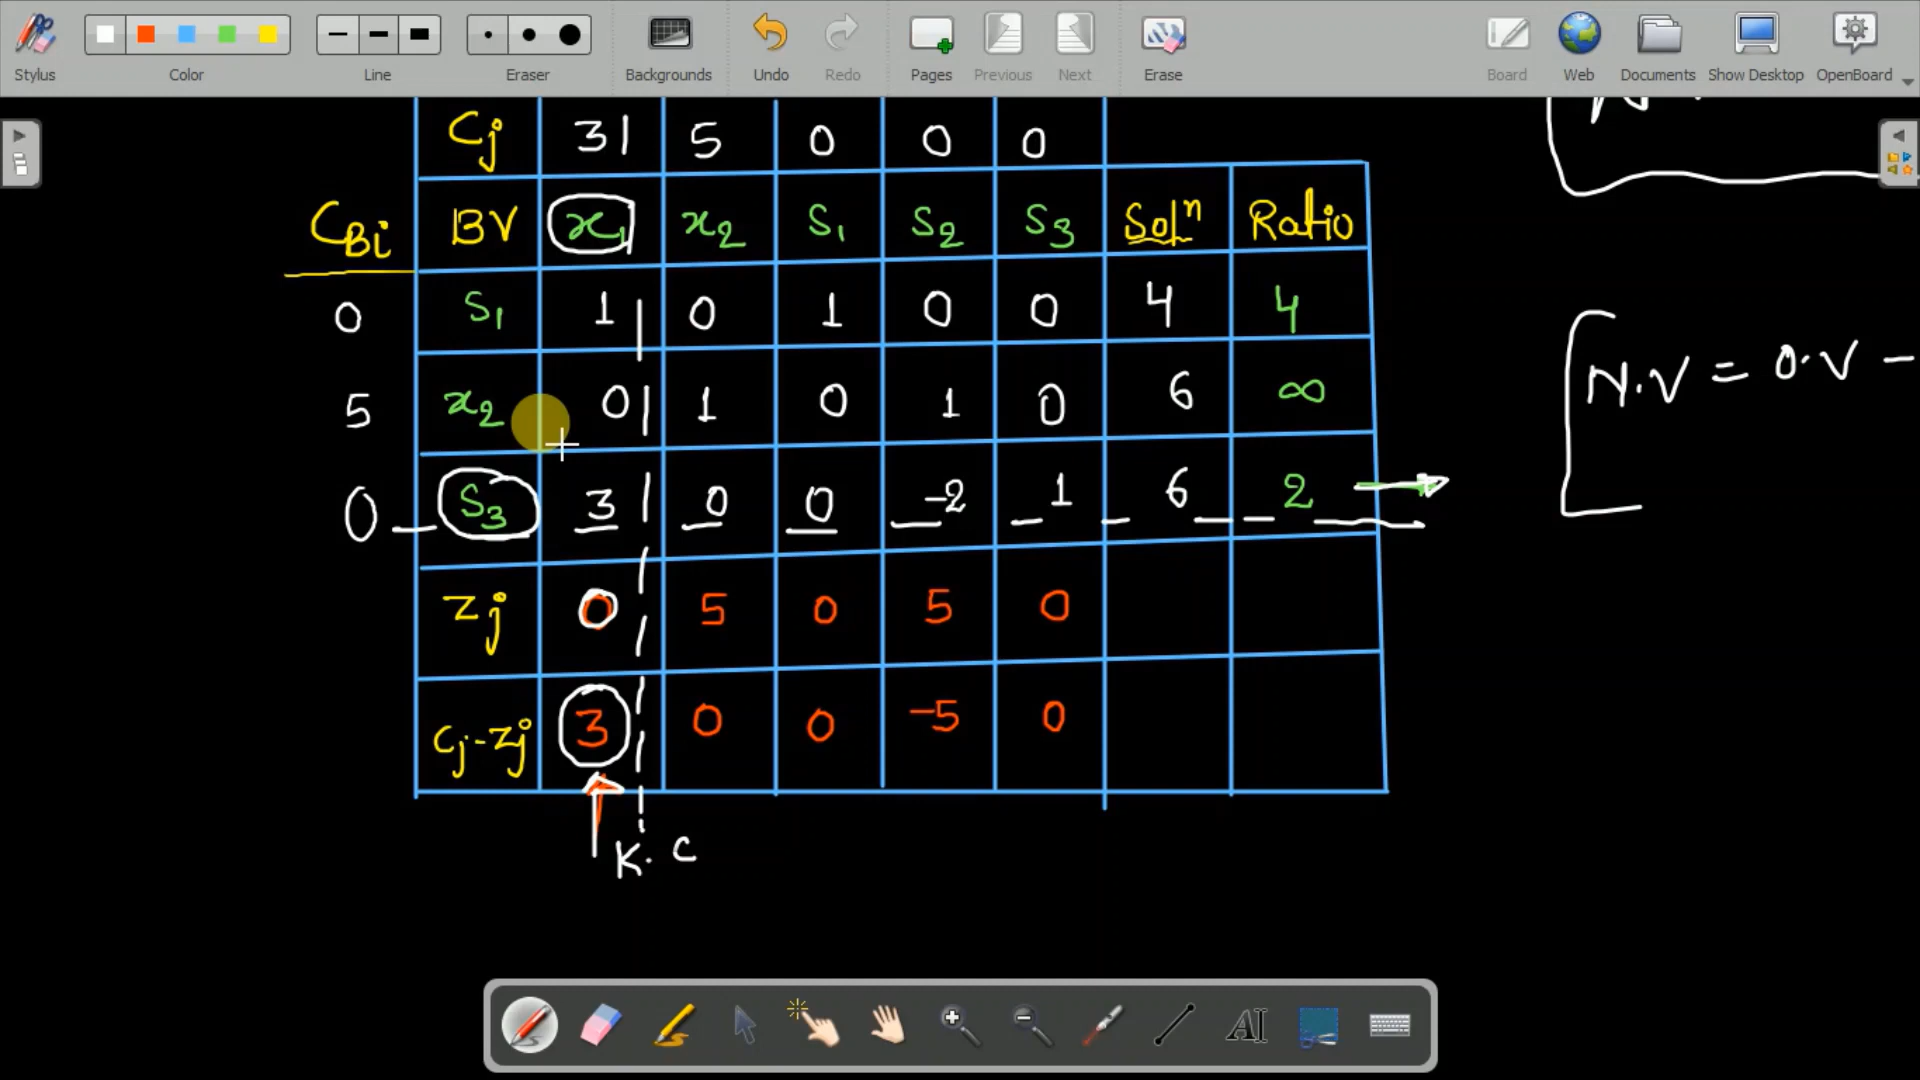 Stylus Color Line Eraser Backgrounds Undo Redo Pages Previous Next Erase Board Web Documents Show Desktop OpenBoard
Cj 3 5 0 0 0
CBi BV x1 x2 S1 S2 S3 Solⁿ Ratio
0 S1 1 0 1 0 0 4 4
5 x2 0 1 0 1 0 6 ∞
0 S3 3 0 0 -2 1 6 2
Zj 0 5 0 5 0
Cj-Zj 3 0 0 -5 0
K.C
N.V = O.V -
AI